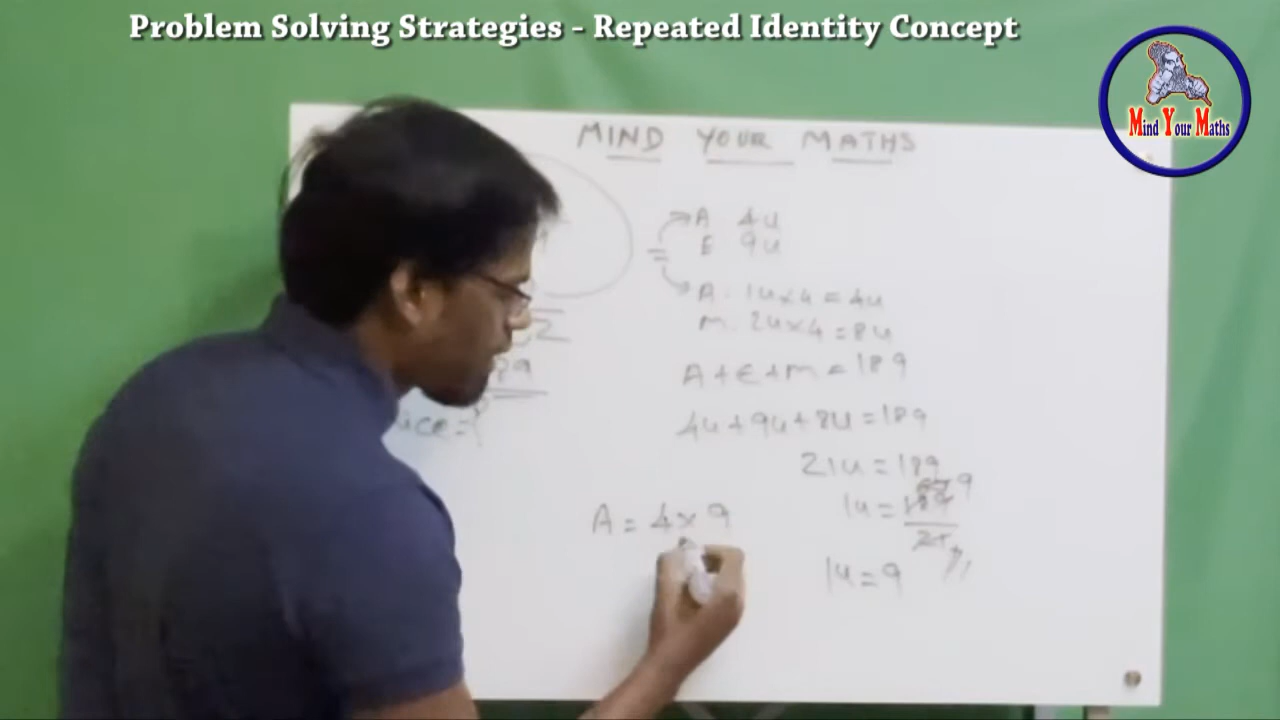 Problem Solving Strategies - Repeated Identity Concept
Mind Your Maths
MIND YOUR MATHS
A 4u
E 9u
=
A. 1u×4=4u
M. 2u×4=8u
A+E+M=189
4u+9u+8u=189
21u=189
1u=
9
21
1u=9
A=4×9